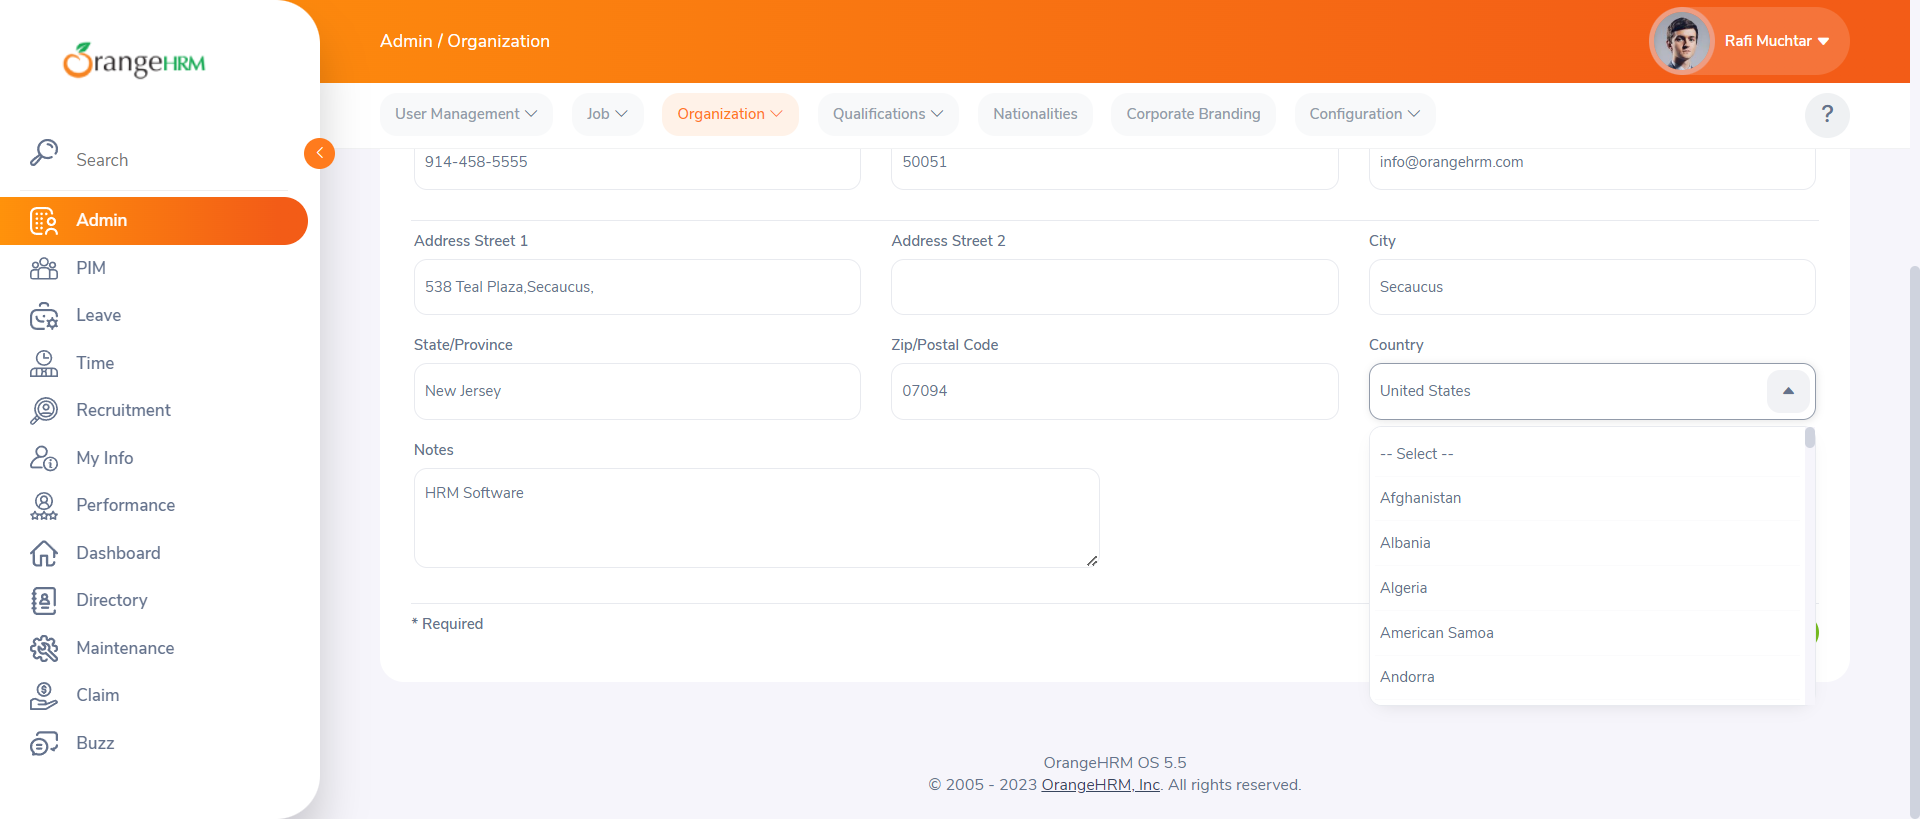 OrangeHRM
Admin / Organization
Rafi Muchtar
User Management
Job
Organization
Qualifications
Nationalities
Corporate Branding
Configuration
?
Search
Admin
PIM
Leave
Time
Recruitment
My Info
Performance
Dashboard
Directory
Maintenance
Claim
Buzz
914-458-5555
50051
info@orangehrm.com
Address Street 1
Address Street 2
City
538 Teal Plaza,Secaucus,
Secaucus
State/Province
Zip/Postal Code
Country
New Jersey
07094
United States
Notes
HRM Software
-- Select --
Afghanistan
Albania
Algeria
American Samoa
Andorra
* Required
OrangeHRM OS 5.5
© 2005 - 2023 OrangeHRM, Inc. All rights reserved.